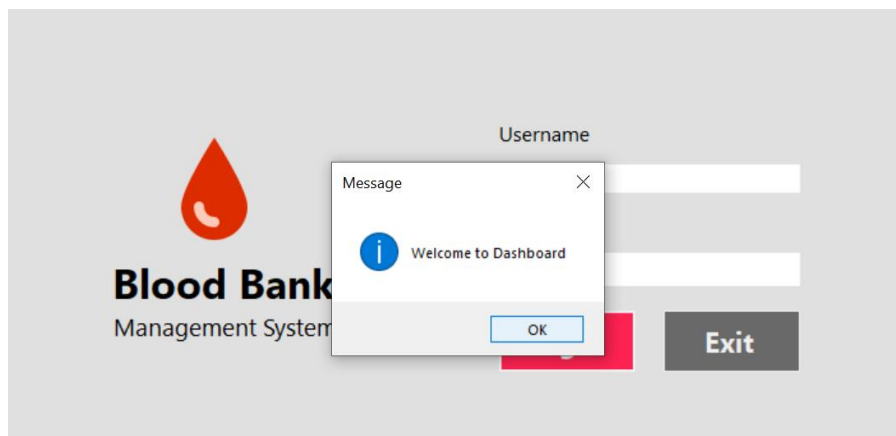 Username
Message
Welcome to Dashboard
OK
Blood Bank
Management System
Exit